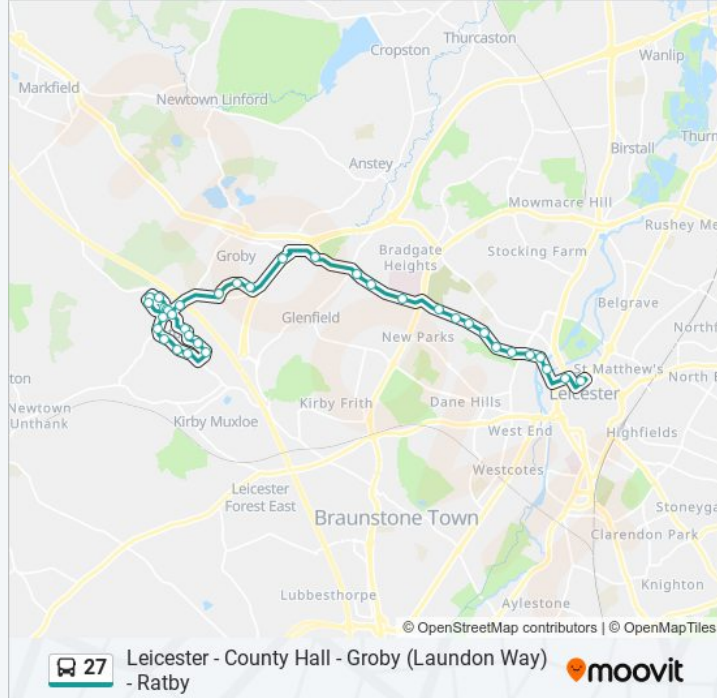 Thurcaston
Cropston
Wanlip
Markfield
Newtown Linford
Thurm
Birstall
Anstey
Mowmacre Hill
Rushey Me
Groby
Bradgate
Heights
Stocking Farm
Belgrave
Glenfield
New Parks
Northf
St Matthew's
ton
Kirby Frith
Dane Hills
Leicester
North E
Newtown
Unthank
Kirby Muxloe
West End
Highfields
Westcotes
Leicester
Forest East
Stoneyga
Braunstone Town
Clarendon Park
Knighton
Lubbesthorpe
Aylestone
© OpenStreetMap contributors | © OpenMapTiles
27
Leicester - County Hall - Groby (Laundon Way)
- Ratby
moovit